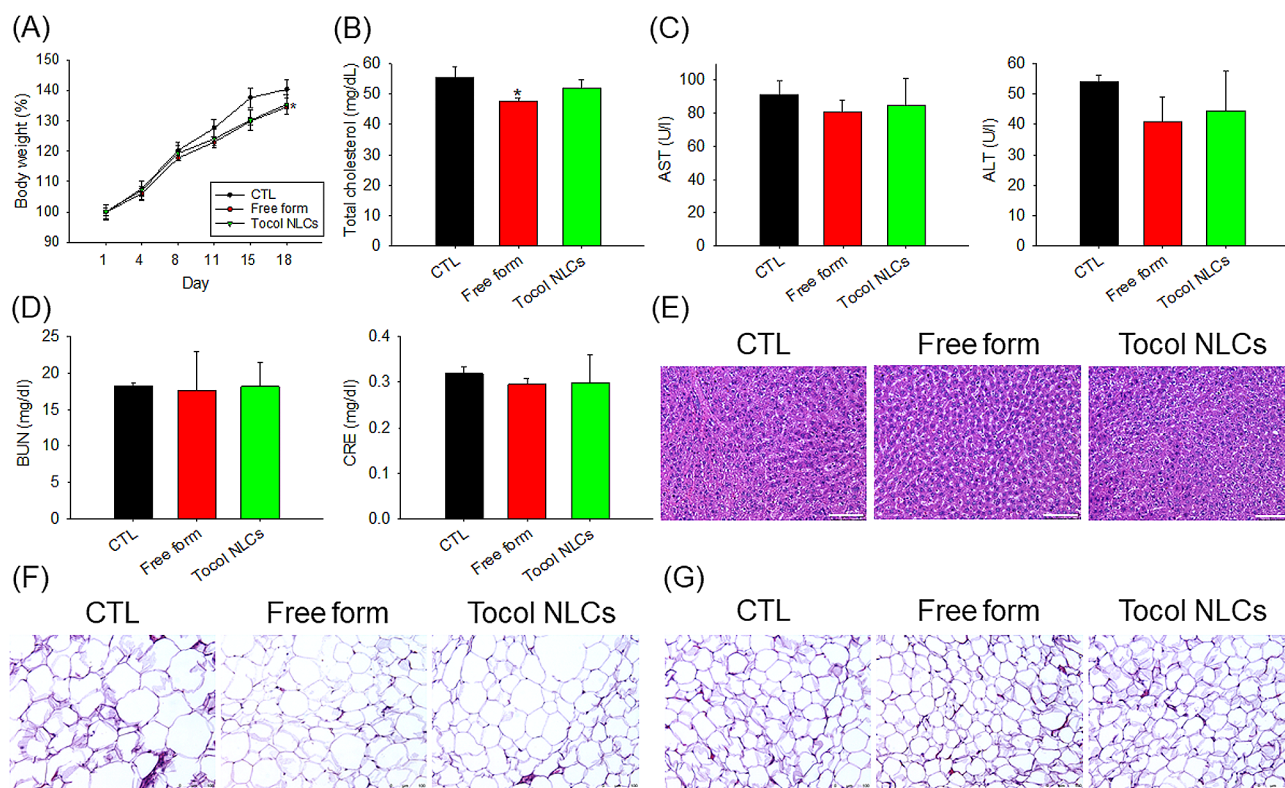 (A)
Body weight (%)
140
130
120
110
100
90
CTL
Free form
Tocol NLCs
*
1 4 8 11 15 18
Day
(B)
Total cholesterol (mg/dL)
60
50
40
30
20
10
0
*
CTL
Free form
Tocol NLCs
(C)
AST (U/l)
100
80
60
40
20
0
CTL
Free form
Tocol NLCs
ALT (U/l)
60
50
40
30
20
10
0
CTL
Free form
Tocol NLCs
(D)
BUN (mg/dl)
25
20
15
10
5
0
CTL
Free form
Tocol NLCs
CRE (mg/dl)
0.4
0.3
0.2
0.1
0.0
CTL
Free form
Tocol NLCs
(E)
CTL Free form Tocol NLCs
(F)
CTL Free form Tocol NLCs
(G)
CTL Free form Tocol NLCs